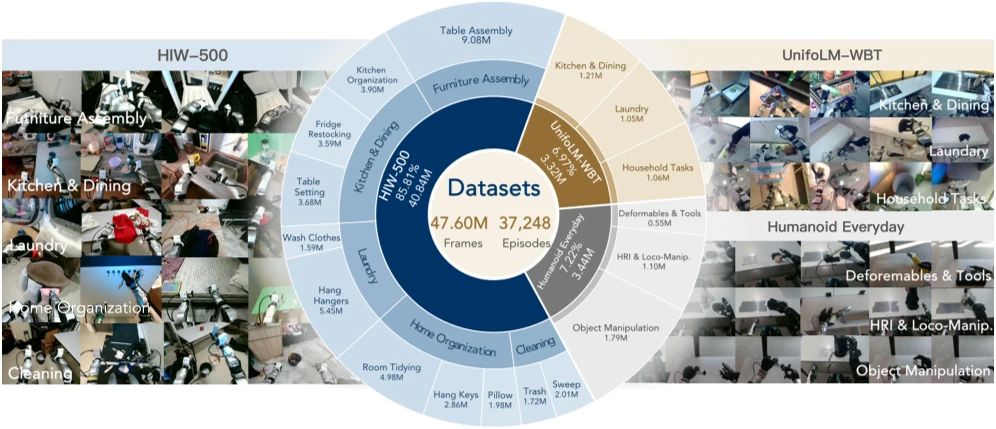 HIW-500
Furniture Assembly
Kitchen & Dining
Laundry
Home Organization
Cleaning
Table Assembly
9.08M
Kitchen
Organization
3.90M
Fridge
Restocking
3.59M
Table
Setting
3.68M
Wash Clothes
1.59M
Hang
Hangers
5.45M
Room Tidying
4.98M
Hang Keys
2.86M
Pillow
1.98M
Trash
1.72M
Sweep
2.01M
Furniture Assembly
Kitchen & Dining
Laundry
Home Organization
Cleaning
HIW-500
85.81%
40.84M
Datasets
47.60M
Frames
37,248
Episodes
UnifoLM-WBT
6.97%
3.32M
Humanoid Everyday
7.22%
3.44M
Kitchen & Dining
1.21M
Laundry
1.05M
Household Tasks
1.06M
Deformables & Tools
0.55M
HRI & Loco-Manip.
1.10M
Object Manipulation
1.79M
UnifoLM-WBT
Kitchen & Dining
Laundary
Household Tasks
Humanoid Everyday
Deforemables & Tools
HRI & Loco-Manip.
Object Manipulation